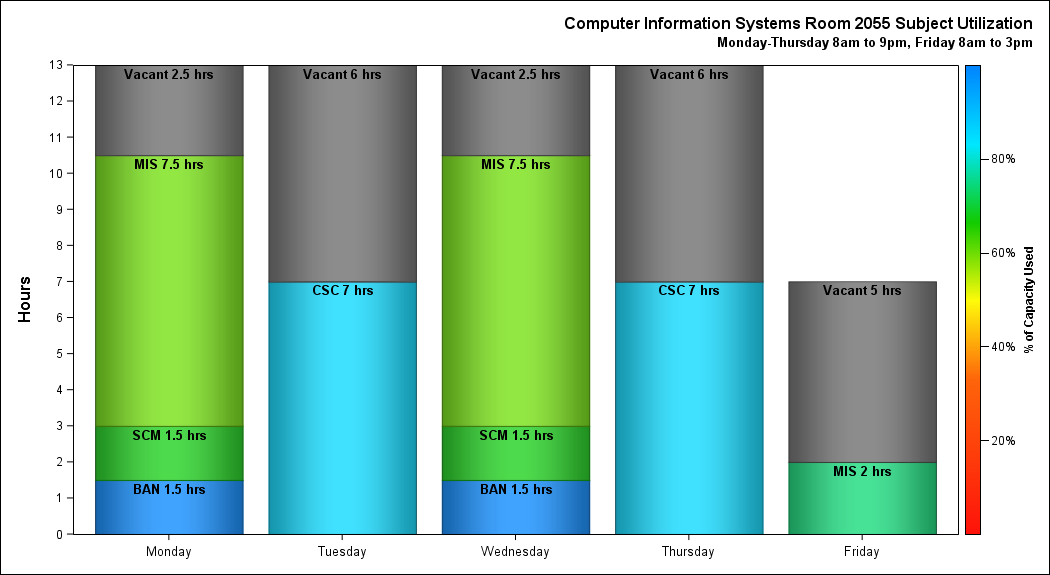 Computer Information Systems Room 2055 Subject Utilization
Monday-Thursday 8am to 9pm, Friday 8am to 3pm
Hours
13
12
11
10
9
8
7
6
5
4
3
2
1
0
Vacant 2.5 hrs
MIS 7.5 hrs
SCM 1.5 hrs
BAN 1.5 hrs
Vacant 6 hrs
CSC 7 hrs
Vacant 2.5 hrs
MIS 7.5 hrs
SCM 1.5 hrs
BAN 1.5 hrs
Vacant 6 hrs
CSC 7 hrs
Vacant 5 hrs
MIS 2 hrs
Monday
Tuesday
Wednesday
Thursday
Friday
80%
60%
40%
20%
% of Capacity Used